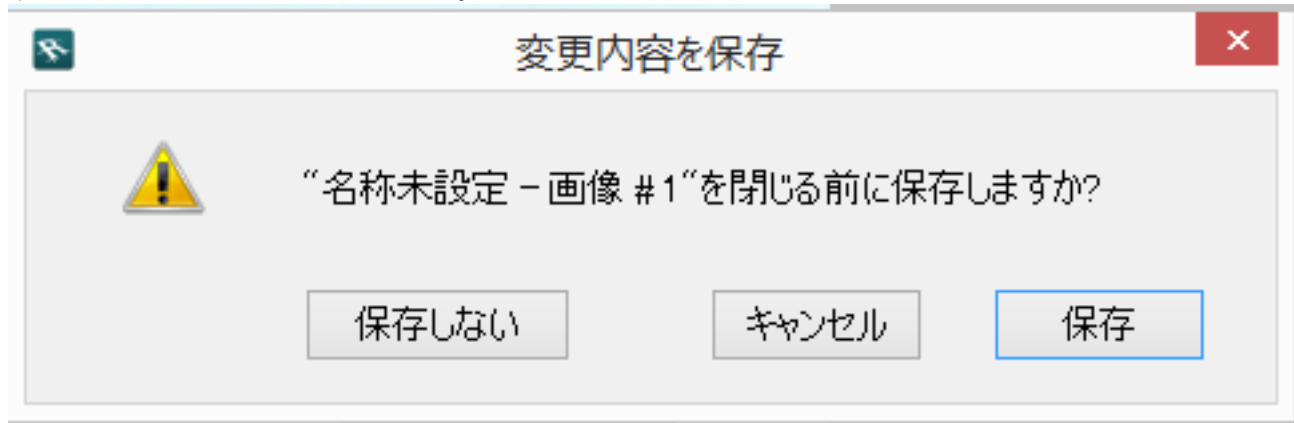 変更内容を保存
“名称未設定 − 画像 #1”を閉じる前に保存しますか?
保存しない
キャンセル
保存